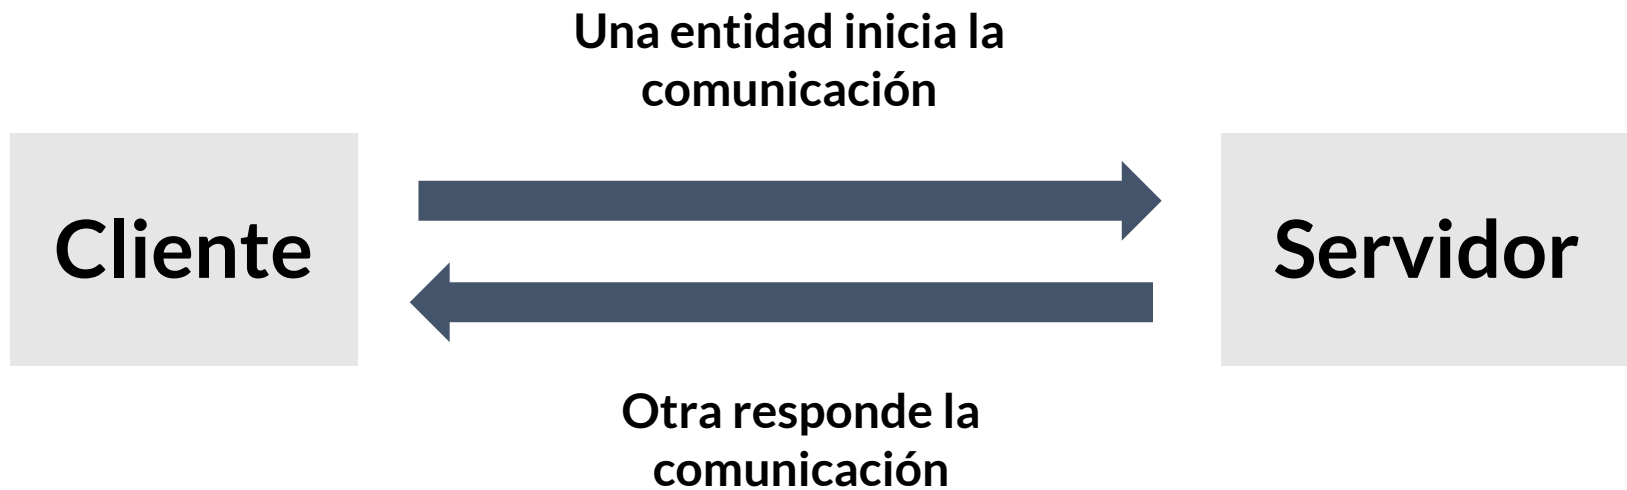 Una entidad inicia la
comunicación
Cliente
Servidor
Otra responde la
comunicación